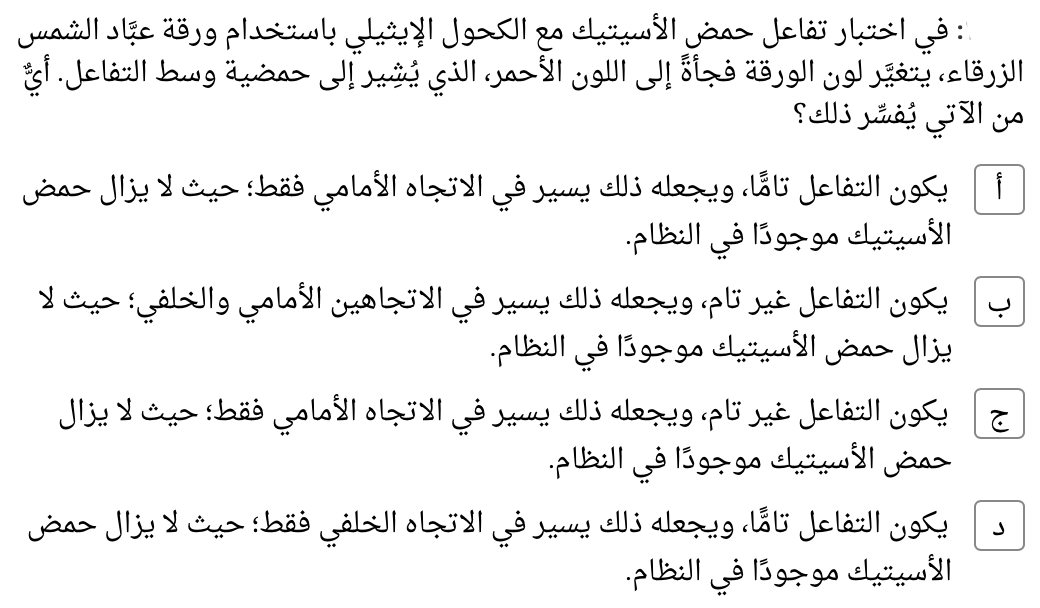 : في اختبار تفاعل حمض الأسيتيك مع الكحول الإيثيلي باستخدام ورقة عبَّاد الشمس
الزرقاء، يتغيَّر لون الورقة فجأةً إلى اللون الأحمر، الذي يُشِير إلى حمضية وسط التفاعل. أيٌّ
من الآتي يُفسِّر ذلك؟
أ يكون التفاعل تامًّا، ويجعله ذلك يسير في الاتجاه الأمامي فقط؛ حيث لا يزال حمض
الأسيتيك موجودًا في النظام.
ب يكون التفاعل غير تام، ويجعله ذلك يسير في الاتجاهين الأمامي والخلفي؛ حيث لا
يزال حمض الأسيتيك موجودًا في النظام.
ج يكون التفاعل غير تام، ويجعله ذلك يسير في الاتجاه الأمامي فقط؛ حيث لا يزال
حمض الأسيتيك موجودًا في النظام.
د يكون التفاعل تامًّا، ويجعله ذلك يسير في الاتجاه الخلفي فقط؛ حيث لا يزال حمض
الأسيتيك موجودًا في النظام.